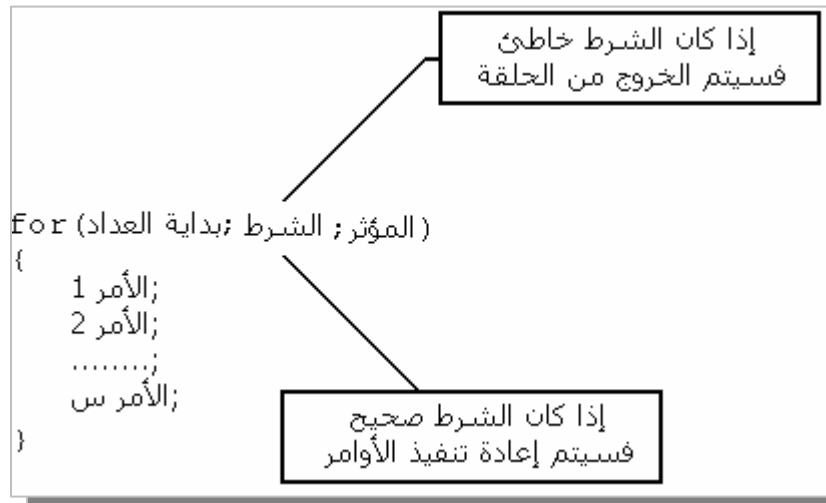 إذا كان الشرط خاطئ
فسيتم الخروج من الحلقة
for (بداية العداد; الشرط ; المؤثر)
{
الأمر 1;
الأمر 2;
........;
الأمر س;
}
إذا كان الشرط صحيح
فسيتم إعادة تنفيذ الأوامر